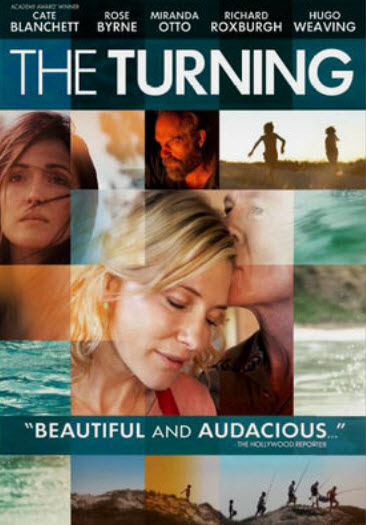 ACADEMY AWARD® WINNER
CATE ROSE MIRANDA RICHARD HUGO
BLANCHETT BYRNE OTTO ROXBURGH WEAVING
THE TURNING
"BEAUTIFUL AND AUDACIOUS..."
-THE HOLLYWOOD REPORTER